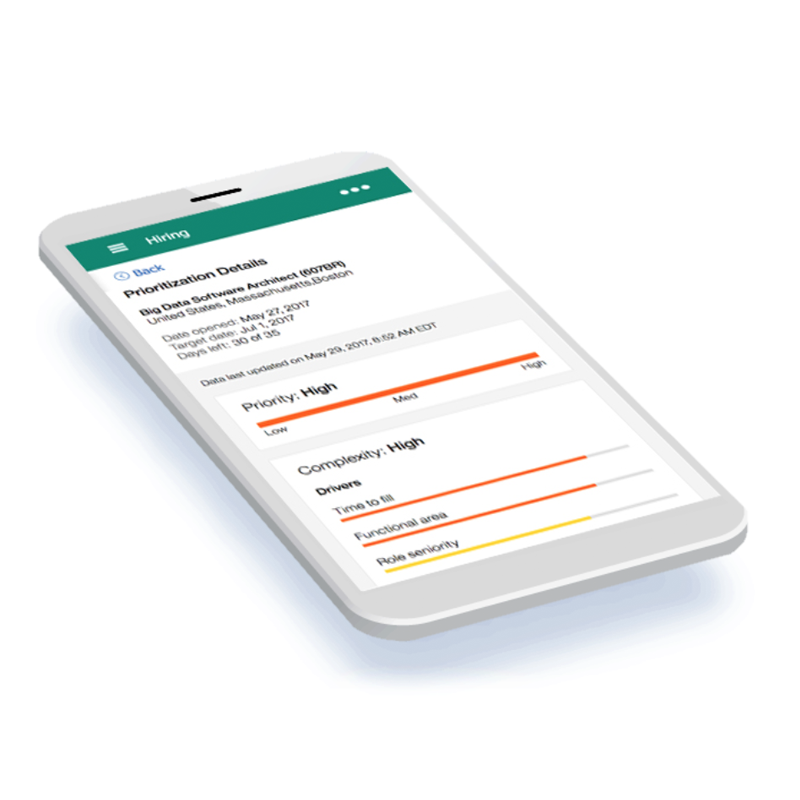 Hiring
Back
Prioritization Details
Big Data Software Architect (607BR)
United States, Massachusetts,Boston
Date opened: May 27, 2017
Target date: Jul 1, 2017
Days left: 30 of 35
Data last updated on May 29, 2017, 8:52 AM EDT
Priority: High
Low Med High
Complexity: High
Drivers
Time to fill
Functional area
Role seniority